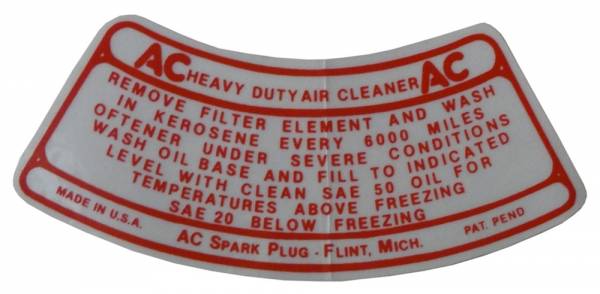 AC HEAVY DUTY AIR CLEANER AC
REMOVE FILTER ELEMENT AND WASH
IN KEROSENE EVERY 6000 MILES
OFTENER UNDER SEVERE CONDITIONS
WASH OIL BASE AND FILL TO INDICATED
LEVEL WITH CLEAN SAE 50 OIL FOR
TEMPERATURES ABOVE FREEZING
SAE 20 BELOW FREEZING
MADE IN U.S.A. AC SPARK PLUG - FLINT, MICH. PAT. PEND